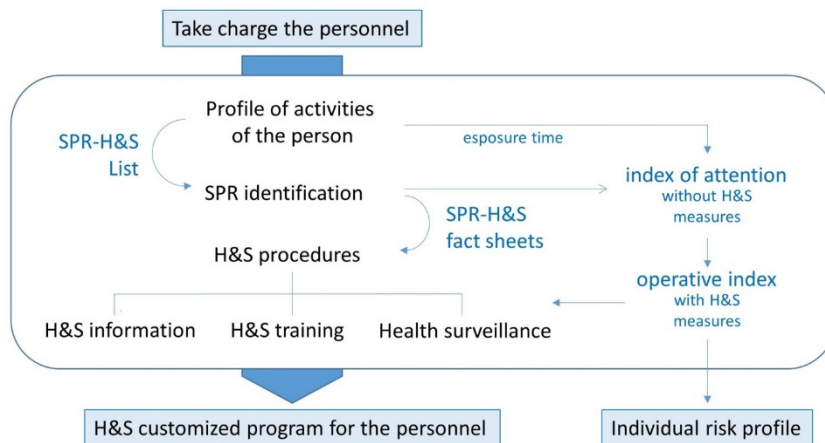 Take charge the personnel
Profile of activities
of the person
esposure time
SPR-H&S
List
SPR identification
index of attention
without H&S
measures
SPR-H&S
fact sheets
H&S procedures
operative index
with H&S
measures
H&S information
H&S training
Health surveillance
H&S customized program for the personnel
Individual risk profile